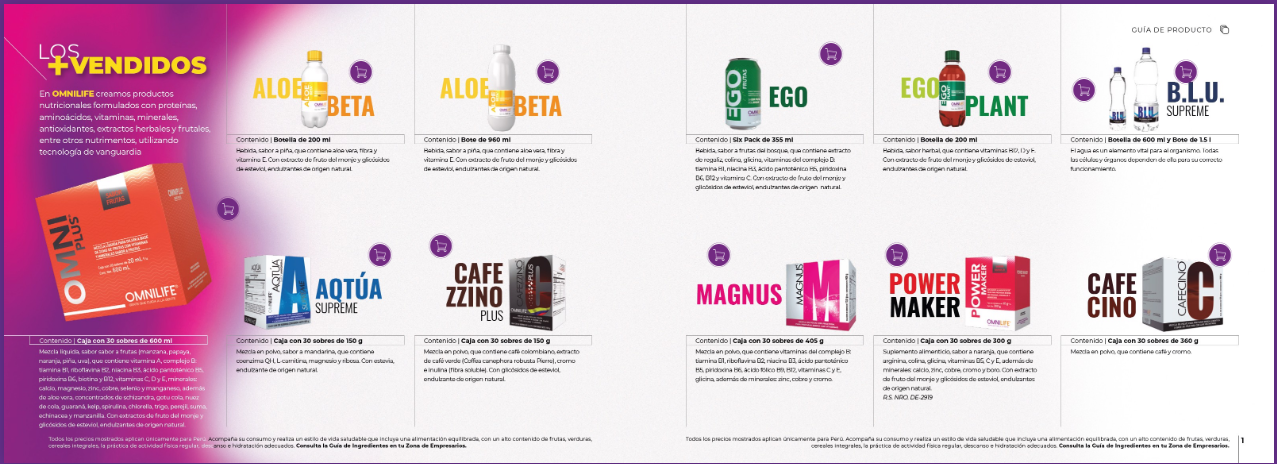 LOS
+VENDIDOS
En OMNILIFE creamos productos
nutricionales formulados con proteínas,
aminoácidos, vitaminas, minerales,
antioxidantes, extractos herbales y frutales,
entre otros nutrimentos, utilizando
tecnología de vanguardia
OMNI
PLUS
OMNILIFE
Contenido | Caja con 30 sobres de 600 ml
Mezcla líquida, sabor sabor a frutas (manzana, papaya,
naranja, piña, uva), que contiene vitamina A, complejo B:
tiamina B1, riboflavina B2, niacina B3, ácido pantoténico B5,
piridoxina B6, biotina y B12, vitaminas C, D y E, minerales:
calcio, magnesio, zinc, cobre, selenio y manganeso, además
de aloe vera, concentrados de schizandra, gotu cola, nuez
de cola, guaraná, kelp, spirulina, chlorella, trigo, perejil, suma,
echinacea y manzanilla. Con extractos de fruto del monje y
glicósidos de esteviol, endulzantes de origen natural.
ALOE
BETA
Contenido | Botella de 200 ml
Bebida, sabor a piña, que contiene aloe vera, fibra y
vitamina E. Con extracto de fruto del monje y glicósidos
de esteviol, endulzantes de origen natural.
ALOE
BETA
Contenido | Bote de 960 ml
Bebida, sabor a piña, que contiene aloe vera, fibra y
vitamina E. Con extracto de fruto del monje y glicósidos
de esteviol, endulzantes de origen natural.
AQTÚA
A
AQTÚA
SUPREME
Contenido | Caja con 30 sobres de 150 g
Mezcla en polvo, sabor a mandarina, que contiene
coenzima QH, L-carnitina, magnesio y ribosa. Con estevia,
endulzante de origen natural.
CAFE
ZZINO
PLUS
C
Contenido | Caja con 30 sobres de 150 g
Mezcla en polvo, que contiene café colombiano, extracto
de café verde (Coffea canephora robusta Pierre), cromo
e inulina (fibra soluble). Con glicósidos de esteviol,
endulzante de origen natural.
Todos los precios mostrados aplican únicamente para Perú. Acompaña su consumo y realiza un estilo de vida saludable que incluya una alimentación equilibrada, con un alto contenido de frutas, verduras,
cereales integrales, la práctica de actividad física regular, descanso e hidratación adecuados. Consulta la Guía de Ingredientes en tu Zona de Empresarios.
GUÍA DE PRODUCTO
EGO
FRUTAS
EGO
Contenido | Six Pack de 355 ml
Bebida, sabor a frutas del bosque, que contiene extracto
de regaliz, colina, glicina, vitaminas del complejo B:
tiamina B1, niacina B3, ácido pantoténico B5, piridoxina
B6, B12 y vitamina C. Con extracto de fruto del monje y
glicósidos de esteviol, endulzantes de origen natural.
EGO
PLANT
Contenido | Botella de 200 ml
Bebida, sabor herbal, que contiene vitaminas B12, D y E.
Con extracto de fruto del monje y glicósidos de esteviol,
endulzantes de origen natural.
BLU
BLU
B.L.U.
SUPREME
Contenido | Botella de 600 ml y Bote de 1.5 l
El agua es un elemento vital para el organismo. Todas
las células y órganos dependen de ella para su correcto
funcionamiento.
MAGNUS
MAGNUS
M
Contenido | Caja con 30 sobres de 405 g
Mezcla en polvo, que contiene vitaminas del complejo B:
tiamina B1, riboflavina B2, niacina B3, ácido pantoténico
B5, piridoxina B6, ácido fólico B9, B12, vitaminas C y E,
glicina, además de minerales: zinc, cobre y cromo.
POWER
MAKER
POWER
MAKER
OMNILIFE
Contenido | Caja con 30 sobres de 300 g
Suplemento alimenticio, sabor a naranja, que contiene
arginina, colina, glicina, vitaminas B5, C y E, además de
minerales: calcio, zinc, cobre, cromo y boro. Con extracto
de fruto del monje y glicósidos de esteviol, endulzantes
de origen natural.
R.S. NRO. DE-2919
CAFE
CINO
CAFECINO
C
Contenido | Caja con 30 sobres de 360 g
Mezcla en polvo, que contiene café y cromo.
Todos los precios mostrados aplican únicamente para Perú. Acompaña su consumo y realiza un estilo de vida saludable que incluya una alimentación equilibrada, con un alto contenido de frutas, verduras,
cereales integrales, la práctica de actividad física regular, descanso e hidratación adecuados. Consulta la Guía de Ingredientes en tu Zona de Empresarios.
1